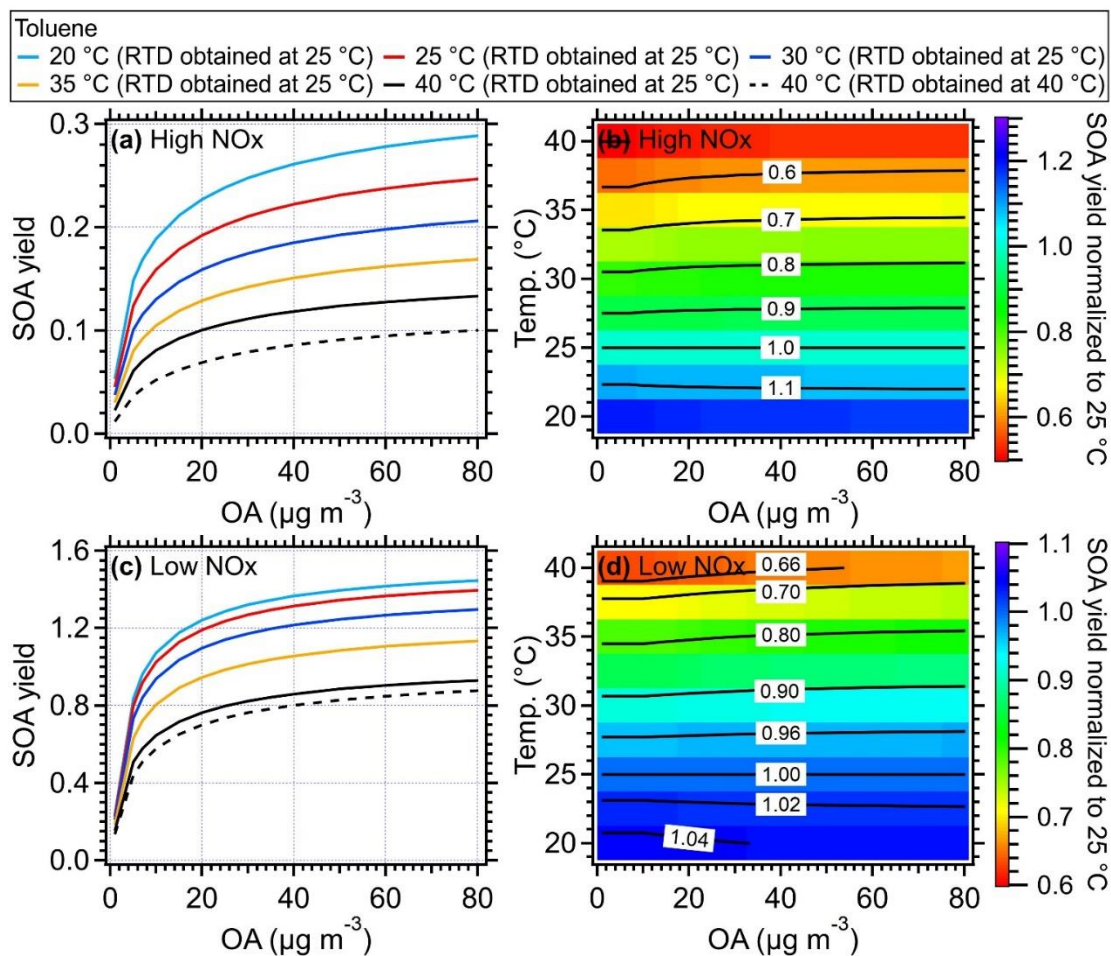 Toluene
20 °C (RTD obtained at 25 °C) 25 °C (RTD obtained at 25 °C) 30 °C (RTD obtained at 25 °C)
35 °C (RTD obtained at 25 °C) 40 °C (RTD obtained at 25 °C) 40 °C (RTD obtained at 40 °C)
(a) High NOx
SOA yield
0.3
0.2
0.1
0.0
0 20 40 60 80
OA (µg m⁻³)
(b) High NOx
Temp. (°C)
40
35
30
25
20
0.6
0.7
0.8
0.9
1.0
1.1
0 20 40 60 80
OA (µg m⁻³)
SOA yield normalized to 25 °C
1.2
1.0
0.8
0.6
(c) Low NOx
SOA yield
1.6
1.2
0.8
0.4
0.0
0 20 40 60 80
OA (µg m⁻³)
(d) Low NOx
Temp. (°C)
40
35
30
25
20
0.66
0.70
0.80
0.90
0.96
1.00
1.02
1.04
0 20 40 60 80
OA (µg m⁻³)
SOA yield normalized to 25 °C
1.1
1.0
0.9
0.8
0.7
0.6